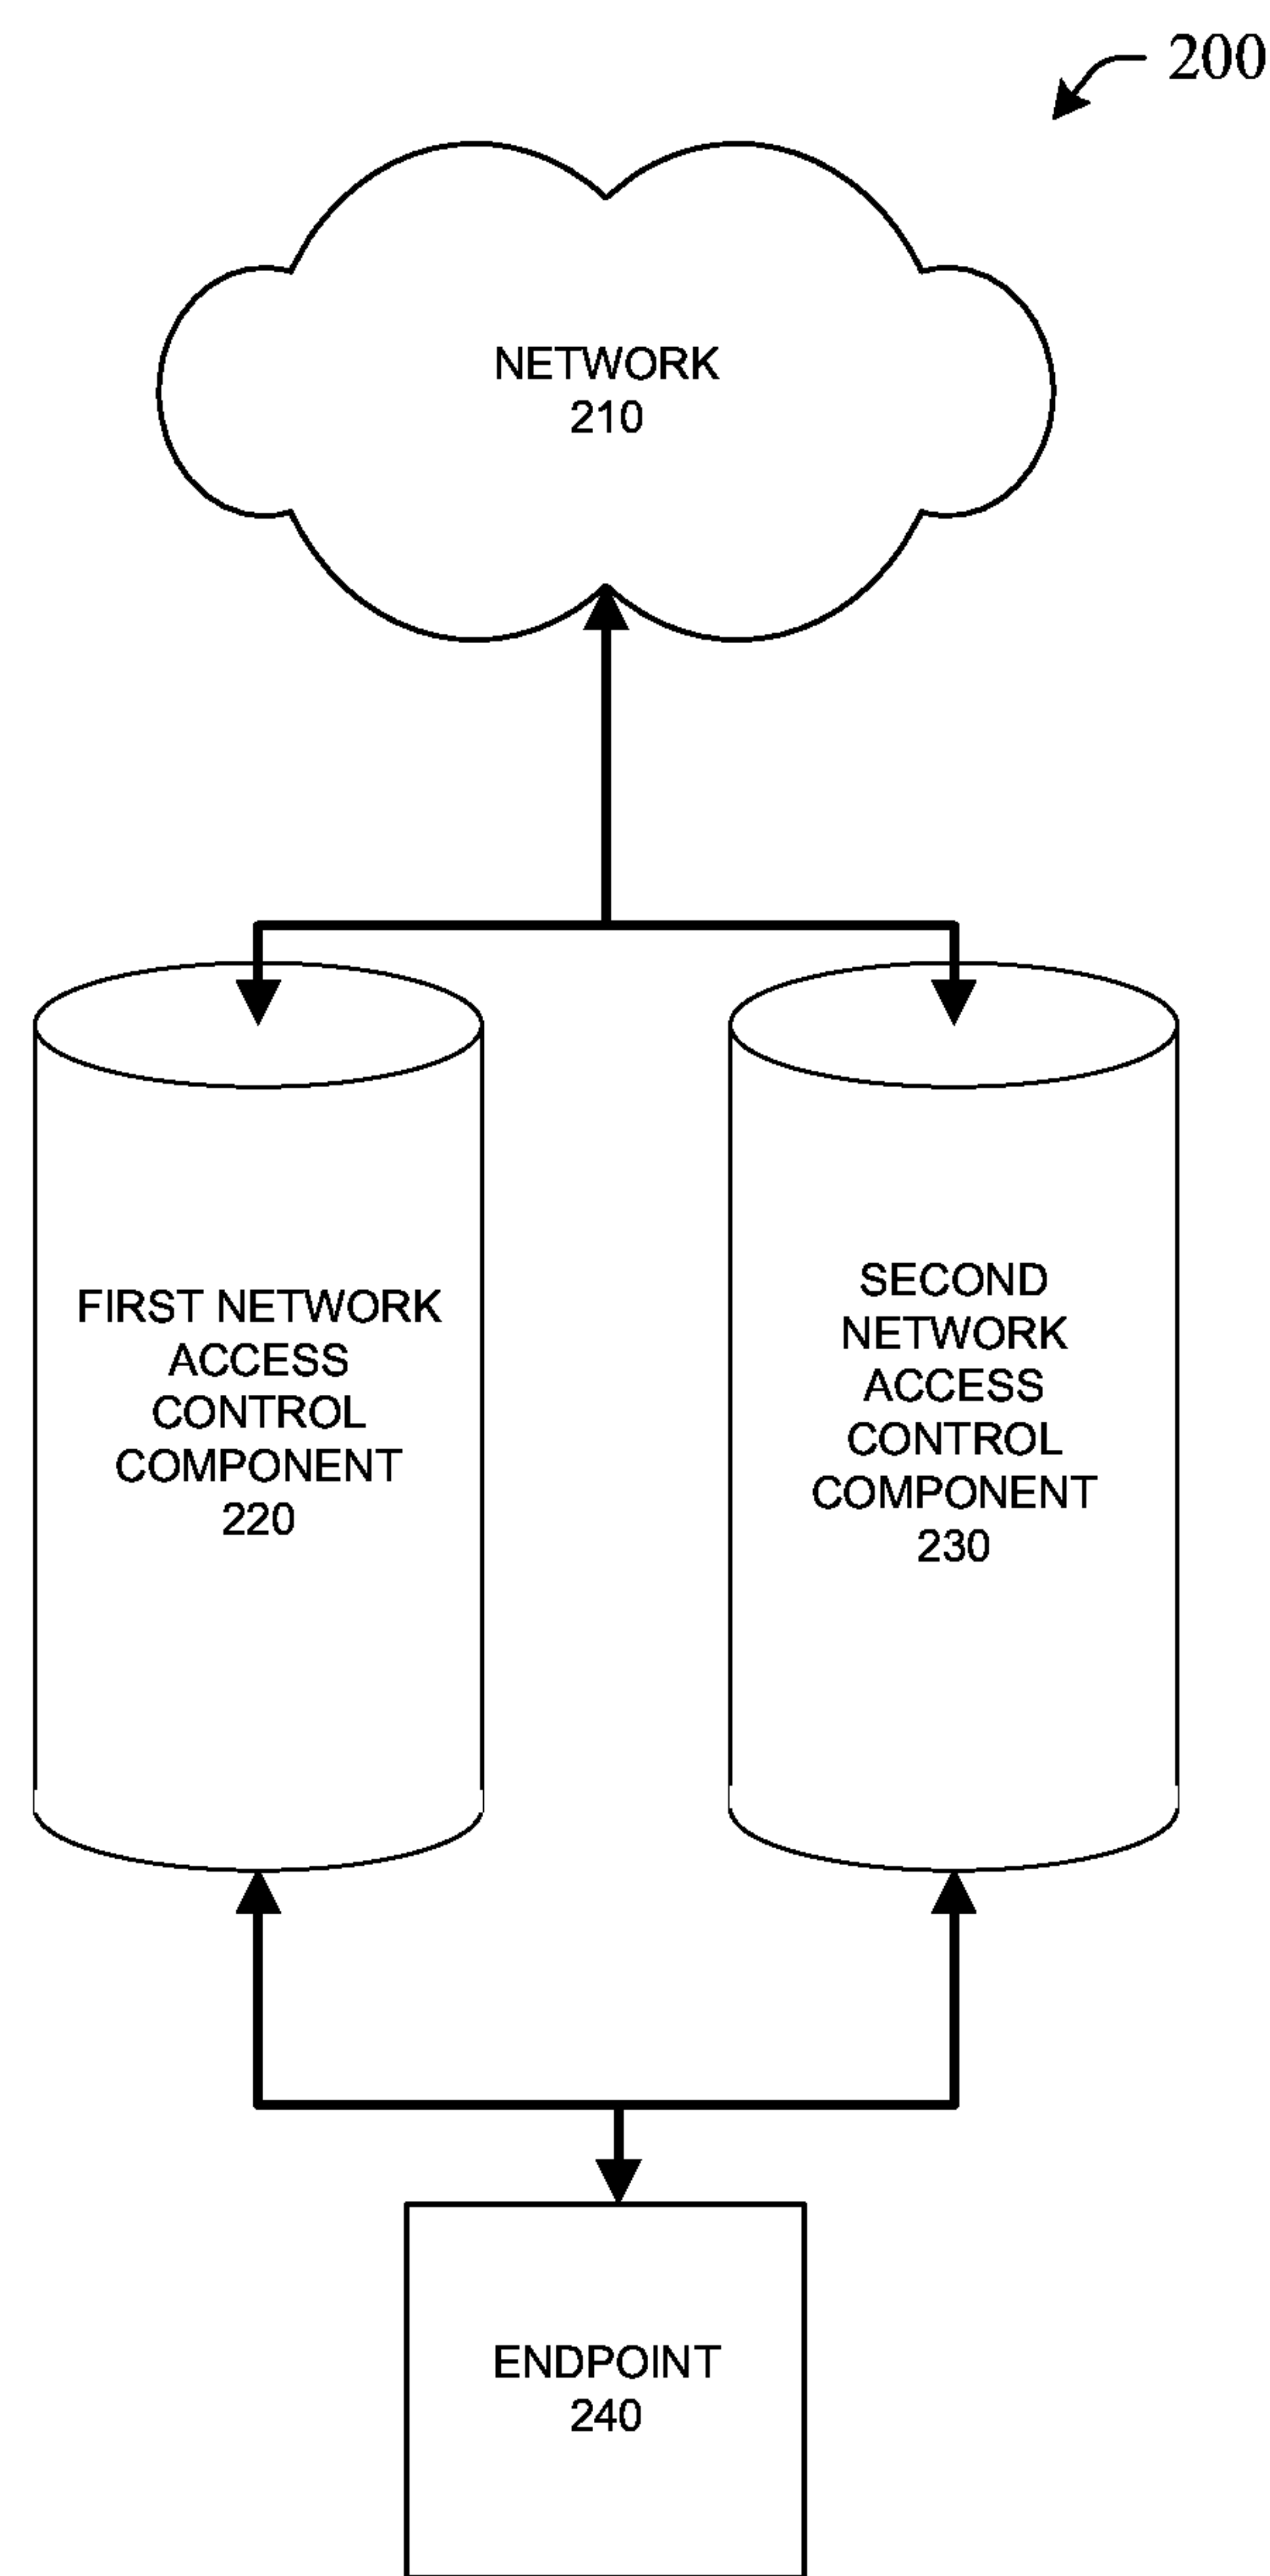 200
NETWORK
210
FIRST NETWORK
ACCESS
CONTROL
COMPONENT
220
SECOND
NETWORK
ACCESS
CONTROL
COMPONENT
230
ENDPOINT
240